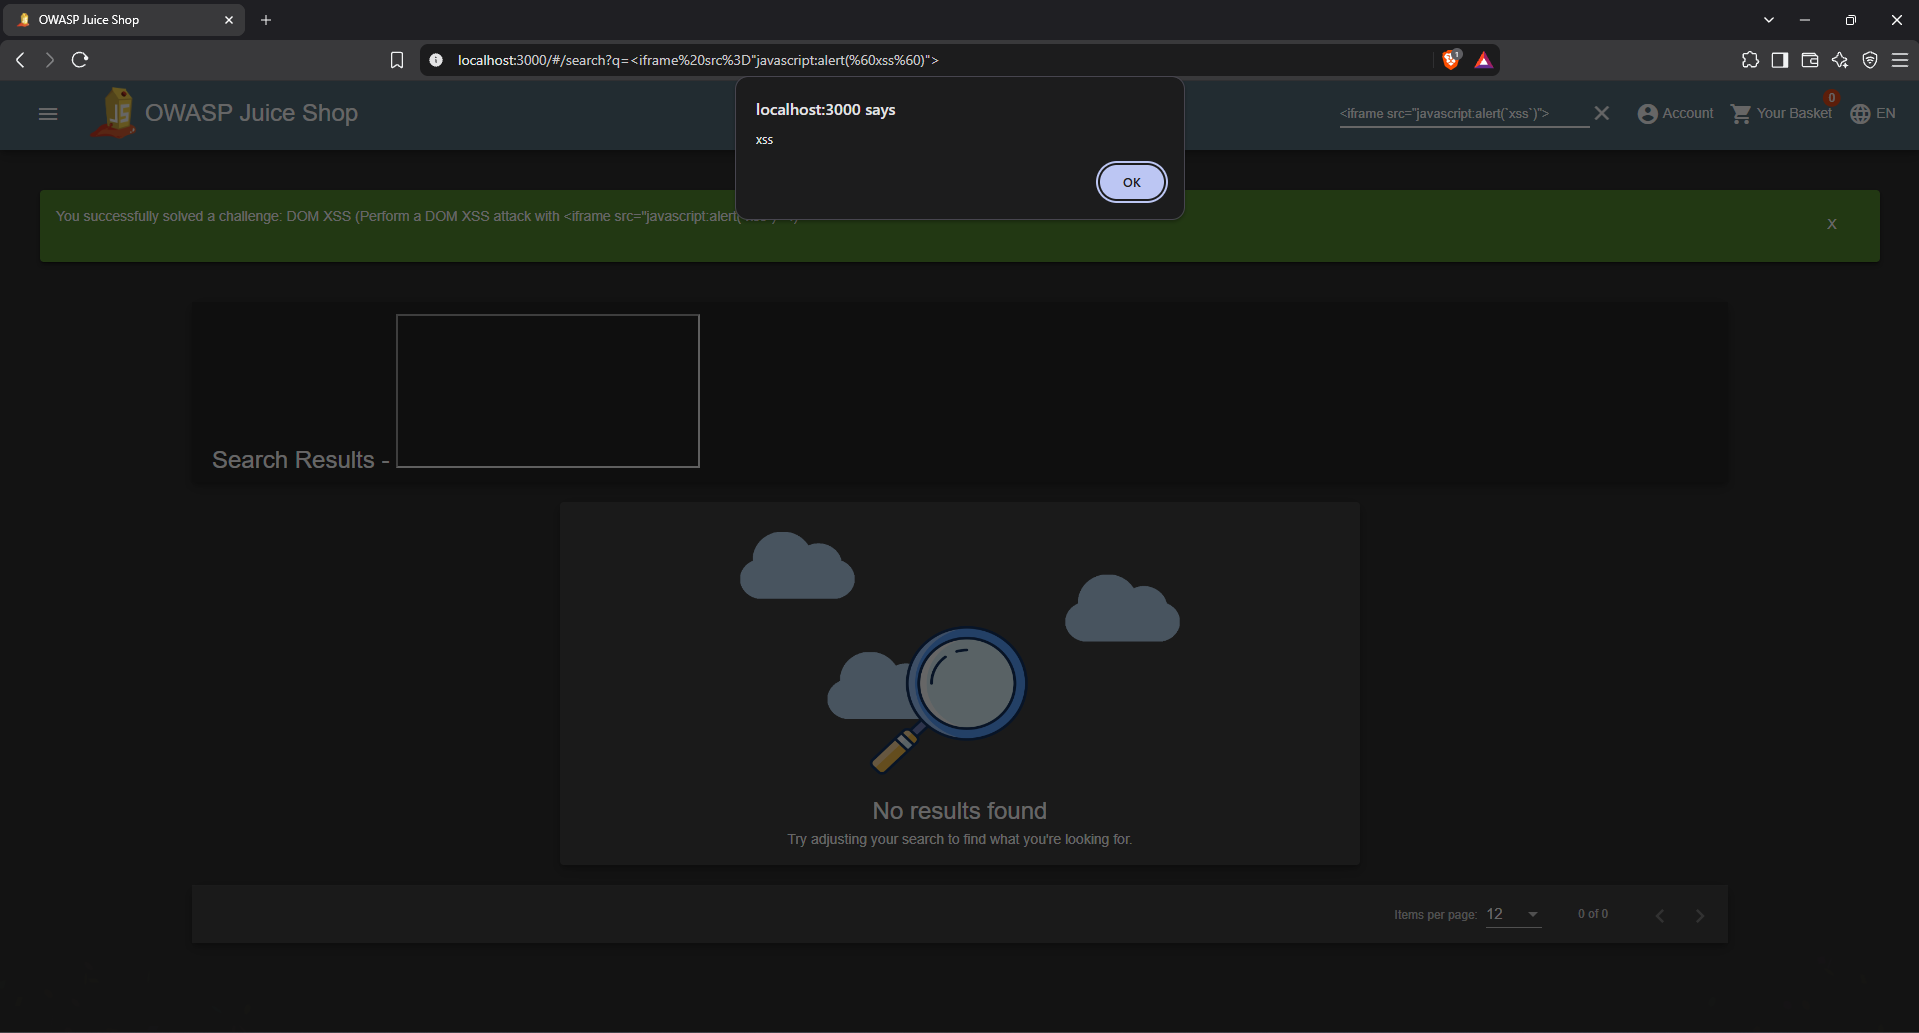 OWASP Juice Shop
localhost:3000/#/search?q=<iframe%20src%3D"javascript:alert(%60xss%60)">
1
OWASP Juice Shop
<iframe src="javascript:alert(`xss`)">
Account
0
Your Basket
EN
localhost:3000 says
xss
OK
You successfully solved a challenge: DOM XSS (Perform a DOM XSS attack with <iframe src="javascript:alert(
X
Search Results -
No results found
Try adjusting your search to find what you're looking for.
Items per page: 12
0 of 0